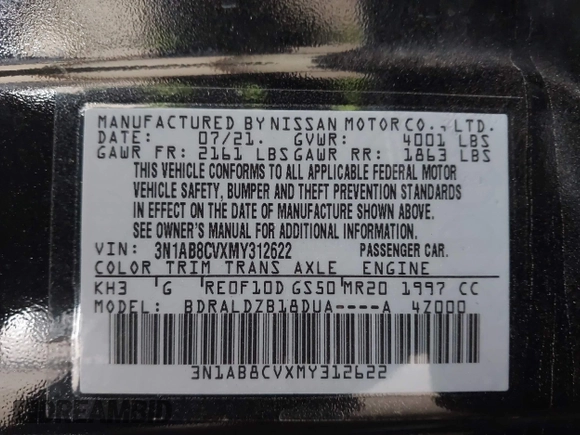 MANUFACTURED BY NISSAN MOTOR CO., LTD.
DATE: 07/21. GVWR: 4001 LBS
GAWR FR: 2161 LBS GAWR RR: 1863 LBS
THIS VEHICLE CONFORMS TO ALL APPLICABLE FEDERAL MOTOR
VEHICLE SAFETY, BUMPER AND THEFT PREVENTION STANDARDS
IN EFFECT ON THE DATE OF MANUFACTURE SHOWN ABOVE.
SEE OWNER'S MANUAL FOR ADDITIONAL INFORMATION.
VIN: 3N1AB8CVXMY312622 PASSENGER CAR.
COLOR TRIM TRANS AXLE ENGINE
KH3 G RE0F10D GS50 MR20 1997 CC
MODEL: BDRALDZB18DUA----A 4Z000
3N1AB8CVXMY312622
DREAMBID